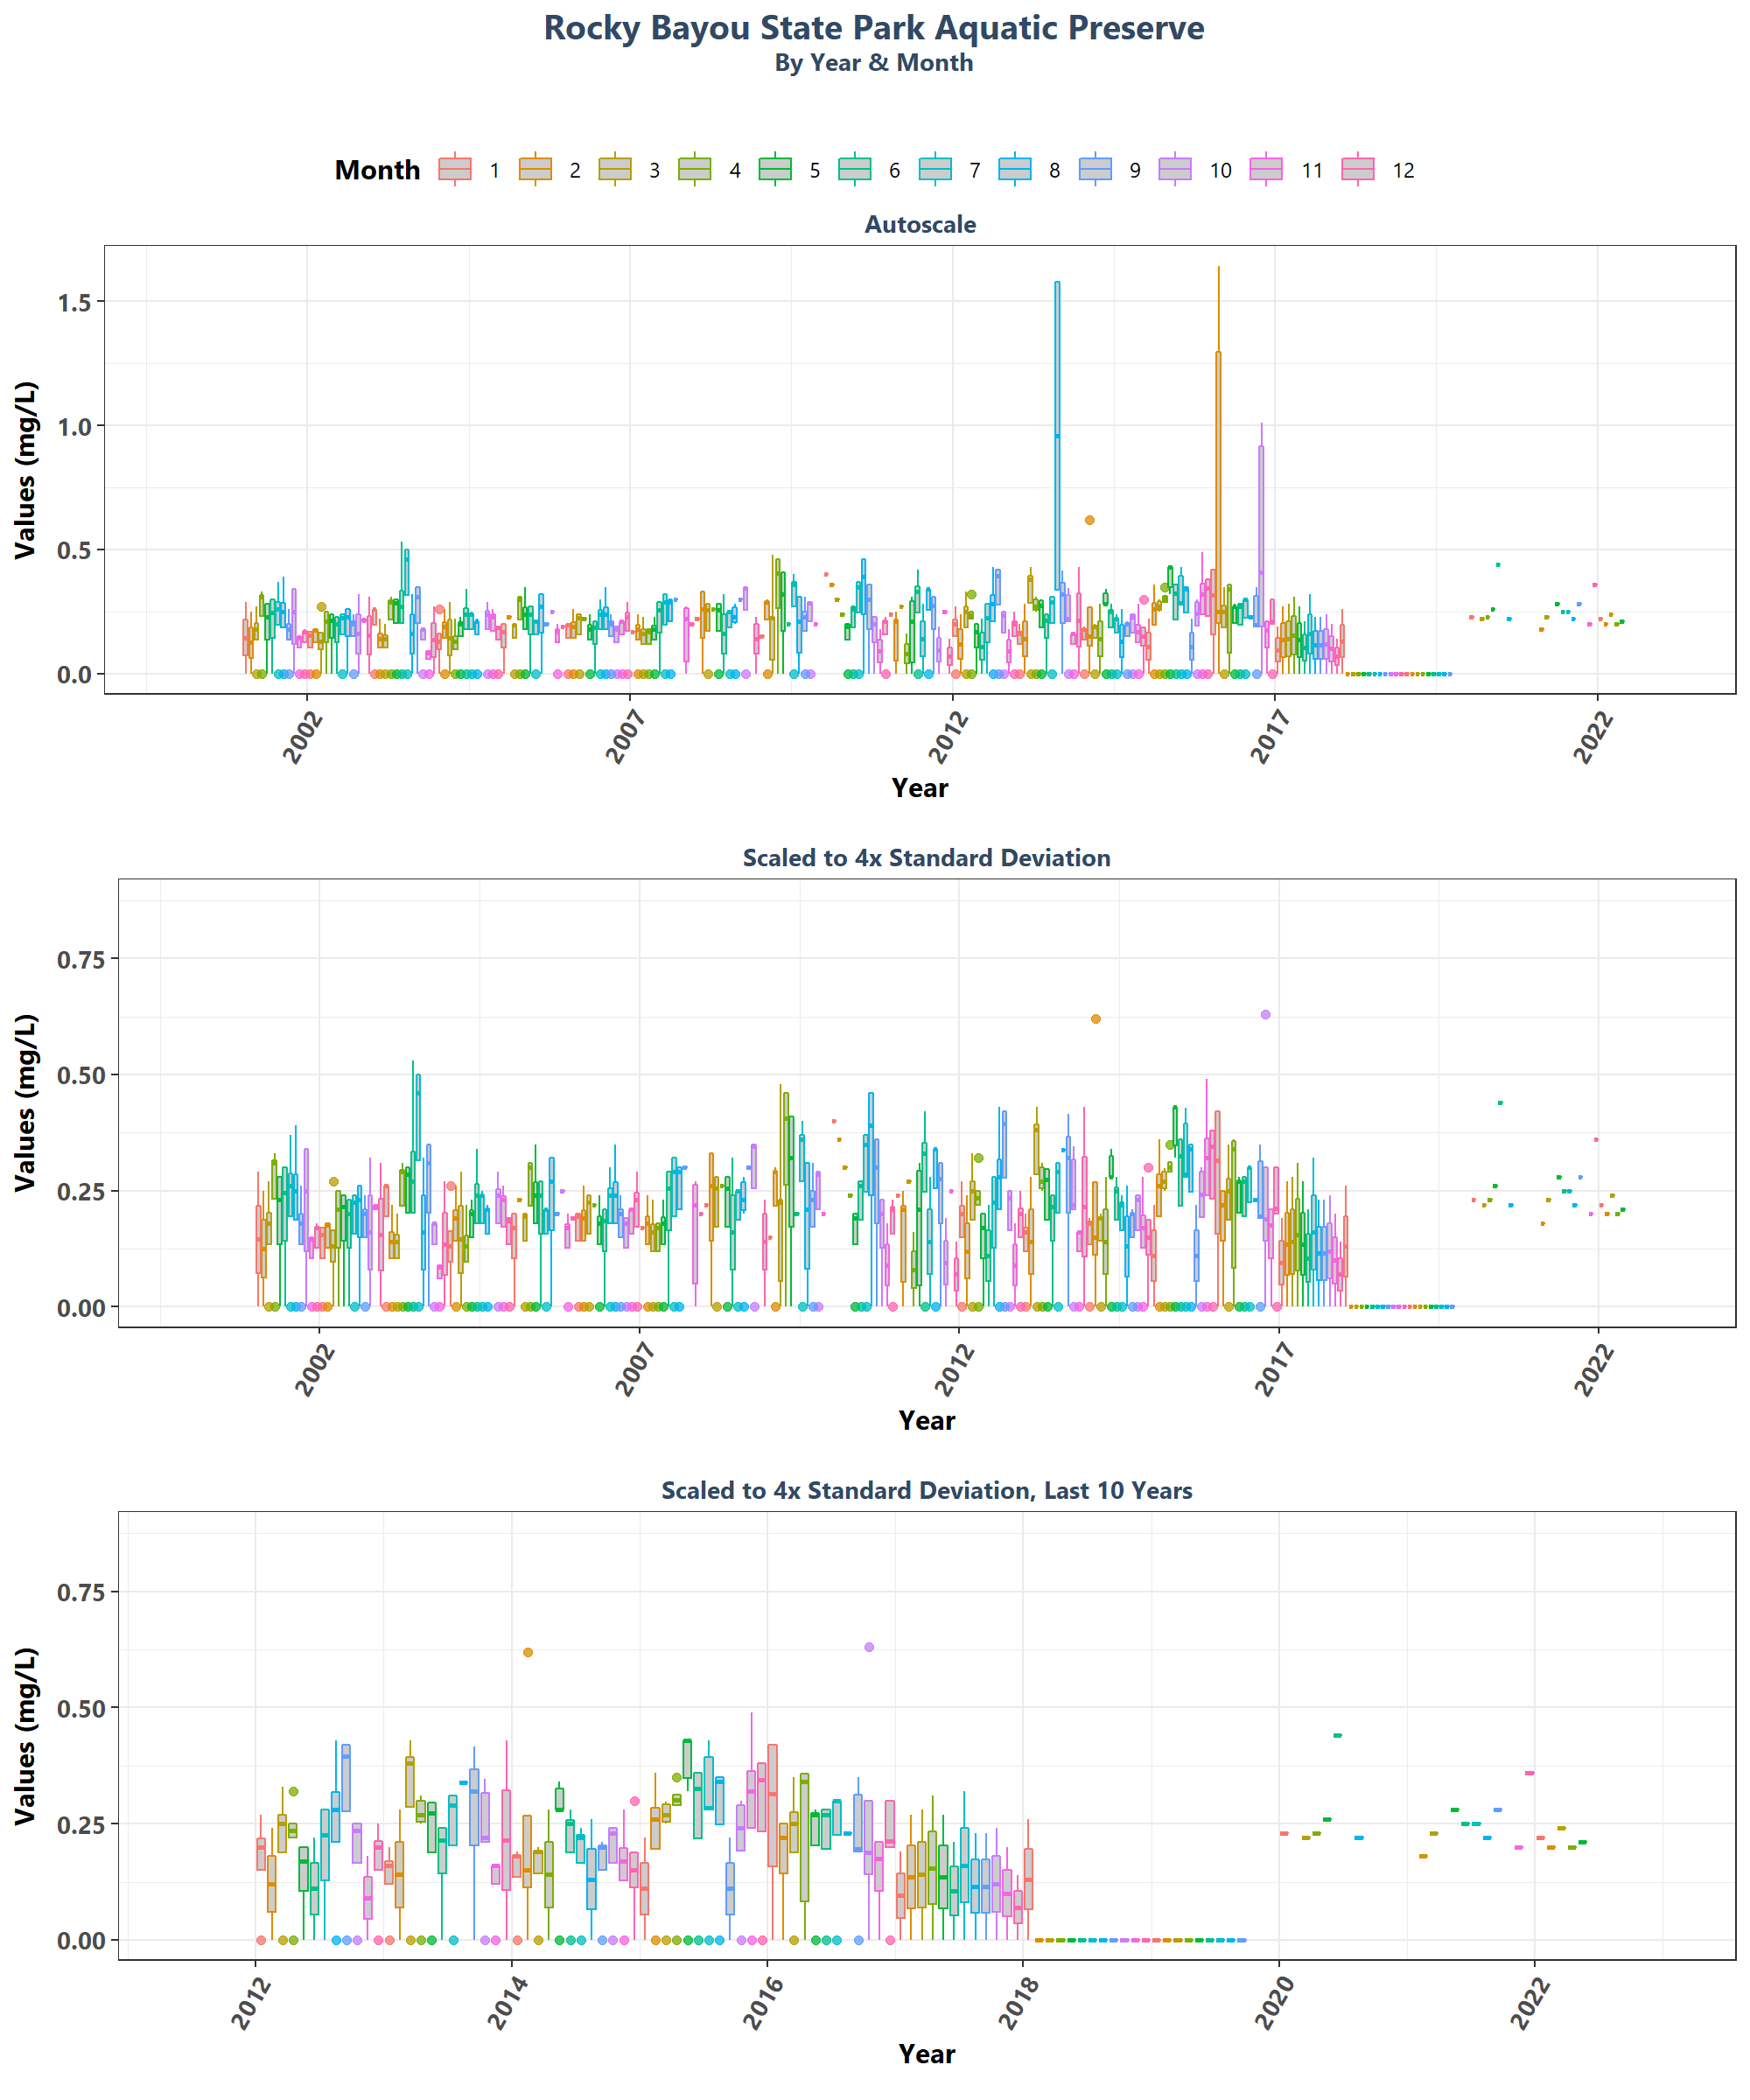 Rocky Bayou State Park Aquatic Preserve
By Year & Month
Month 1 2 3 4 5 6 7 8 9 10 11 12
Autoscale
Values (mg/L)
1.5
1.0
0.5
0.0
2002 2007 2012 2017 2022
Year
Scaled to 4x Standard Deviation
Values (mg/L)
0.75
0.50
0.25
0.00
2002 2007 2012 2017 2022
Year
Scaled to 4x Standard Deviation, Last 10 Years
Values (mg/L)
0.75
0.50
0.25
0.00
2012 2014 2016 2018 2020 2022
Year